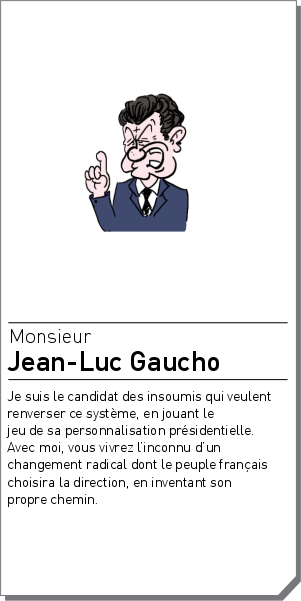 Monsieur
Jean-Luc Gaucho
Je suis le candidat des insoumis qui veulent
renverser ce système, en jouant le
jeu de sa personnalisation présidentielle.
Avec moi, vous vivrez l'inconnu d'un
changement radical dont le peuple français
choisira la direction, en inventant son
propre chemin.